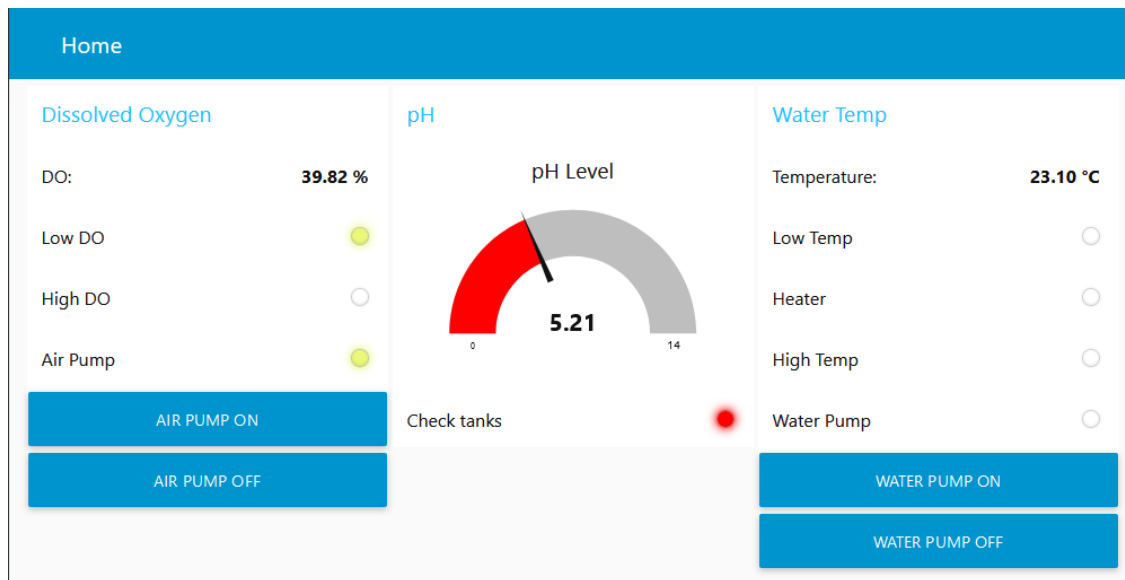 Home
Dissolved Oxygen
DO: 39.82 %
Low DO
High DO
Air Pump
AIR PUMP ON
AIR PUMP OFF
pH
pH Level
5.21
0 14
Check tanks
Water Temp
Temperature: 23.10 °C
Low Temp
Heater
High Temp
Water Pump
WATER PUMP ON
WATER PUMP OFF